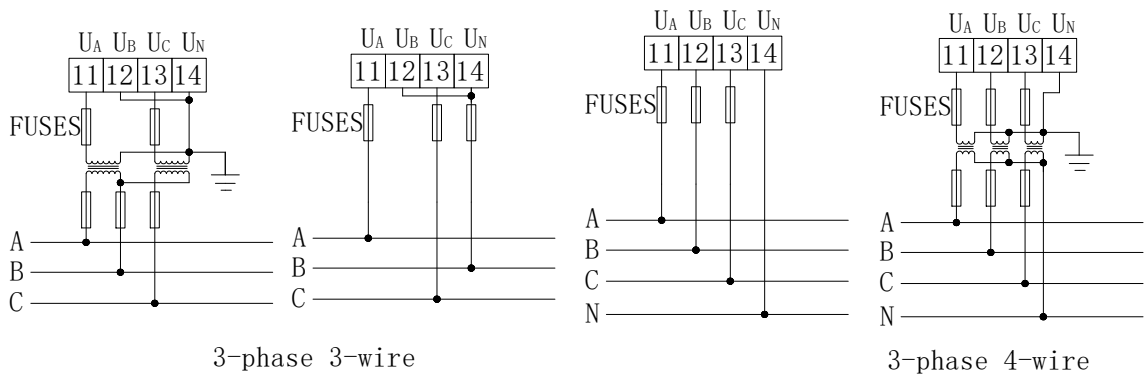 UA UB UC UN
11 12 13 14
FUSES
A
B
C
UA UB UC UN
11 12 13 14
FUSES
A
B
C
3-phase 3-wire
UA UB UC UN
11 12 13 14
FUSES
A
B
C
N
UA UB UC UN
11 12 13 14
FUSES
A
B
C
N
3-phase 4-wire